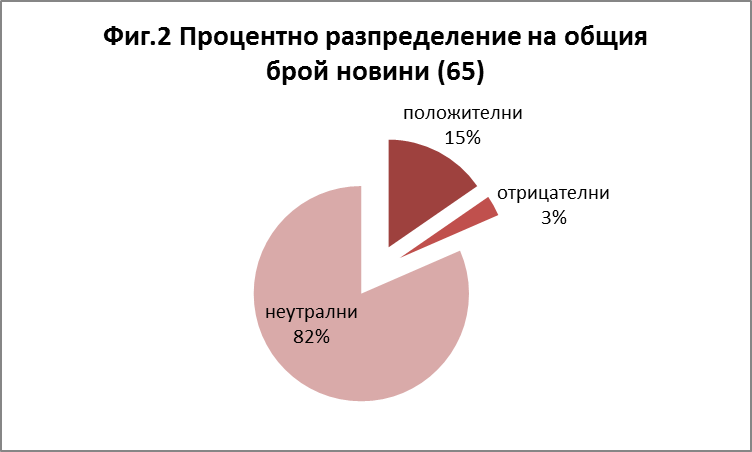 Фиг.2 Процентно разпределение на общия
брой новини (65)
положителни
15%
отрицателни
3%
неутрални
82%